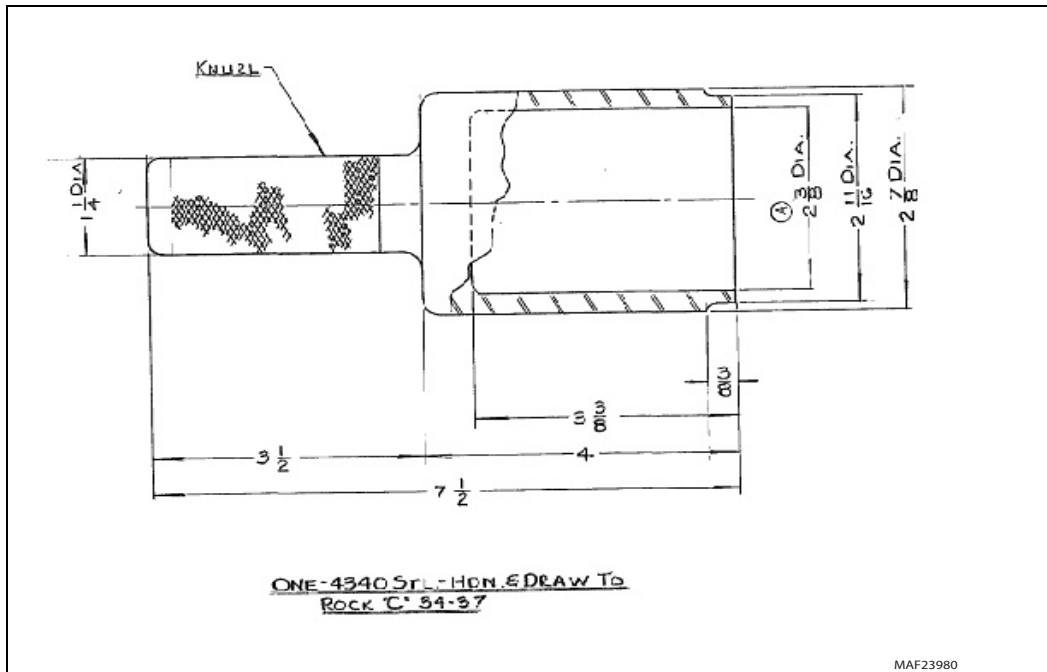 KNURL
1 1/4 DIA
Ⓐ 2 3/8 DIA.
2 11/16 DIA.
2 7/8 DIA.
3/8
3 3/8
3 1/2
4
7 1/2
ONE-4340 STL.-HDN. & DRAW TO
ROCK "C" 34-37
MAF23980